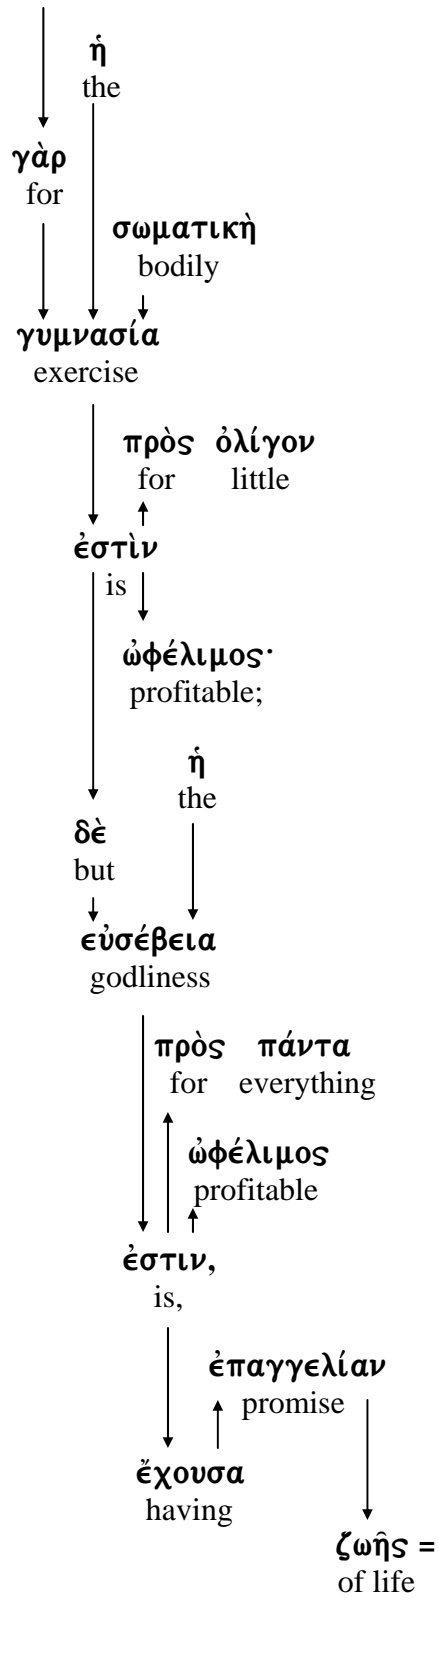 ἡ
the
γὰρ
for
σωματικὴ
bodily
γυμνασία
exercise
πρὸς ὀλίγον
for little
ἐστὶν
is
ὠφέλιμος·
profitable;
ἡ
the
δὲ
but
εὐσέβεια
godliness
πρὸς πάντα
for everything
ὠφέλιμος
profitable
ἐστιν,
is,
ἐπαγγελίαν
promise
ἔχουσα
having
ζωῆς =
of life